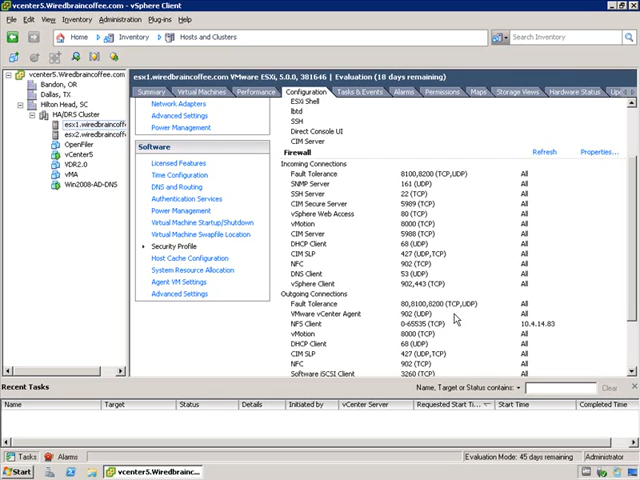 vcenter5.Wiredbraincoffee.com - vSphere Client
File Edit View Inventory Administration Plug-ins Help
Home Inventory Hosts and Clusters Search Inventory
vcenter5.Wiredbraincoffee.com
Bandon, OR
Dallas, TX
Hilton Head, SC
HA/DRS Cluster
esx1.wiredbraincoff
esx2.wiredbraincoff
OpenFiler
vCenter5
VDR2.0
vMA
Win2008-AD-DNS
esx1.wiredbraincoffee.com VMware ESXi, 5.0.0, 381646 | Evaluation (18 days remaining)
Summary Virtual Machines Performance Configuration Tasks & Events Alarms Permissions Maps Storage Views Hardware Status
Network Adapters
Advanced Settings
Power Management
Software
Licensed Features
Time Configuration
DNS and Routing
Authentication Services
Power Management
Virtual Machine Startup/Shutdown
Virtual Machine Swapfile Location
Security Profile
Host Cache Configuration
System Resource Allocation
Agent VM Settings
Advanced Settings
ESXi Shell
lbtd
SSH
Direct Console UI
CIM Server
Firewall Refresh Properties...
Incoming Connections
Fault Tolerance 8100,8200 (TCP,UDP) All
SNMP Server 161 (UDP) All
SSH Server 22 (TCP) All
CIM Secure Server 5989 (TCP) All
vSphere Web Access 80 (TCP) All
vMotion 8000 (TCP) All
CIM Server 5988 (TCP) All
DHCP Client 68 (UDP) All
CIM SLP 427 (UDP,TCP) All
NFC 902 (TCP) All
DNS Client 53 (UDP) All
vSphere Client 902,443 (TCP) All
Outgoing Connections
Fault Tolerance 80,8100,8200 (TCP,UDP) All
VMware vCenter Agent 902 (UDP) All
NFS Client 0-65535 (TCP) 10.4.14.83
vMotion 8000 (TCP) All
DHCP Client 68 (UDP) All
CIM SLP 427 (UDP,TCP) All
NFC 902 (TCP) All
Software iSCSI Client 3260 (TCP) All
Recent Tasks Name, Target or Status contains: Clear
Name Target Status Details Initiated by vCenter Server Requested Start Ti... Start Time Completed Time
Tasks Alarms Evaluation Mode: 45 days remaining Administrator
Start vcenter5.Wiredbrainc...